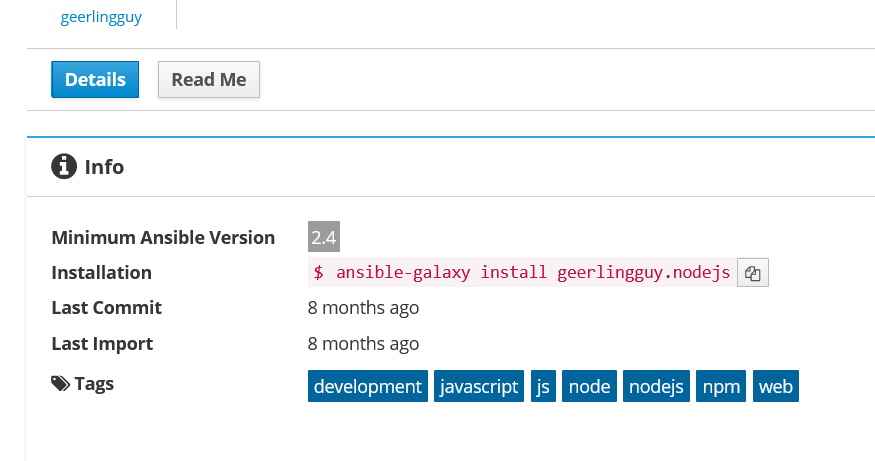 geerlingguy
Details Read Me
Info
Minimum Ansible Version 2.4
Installation $ ansible-galaxy install geerlingguy.nodejs
Last Commit 8 months ago
Last Import 8 months ago
Tags development javascript js node nodejs npm web